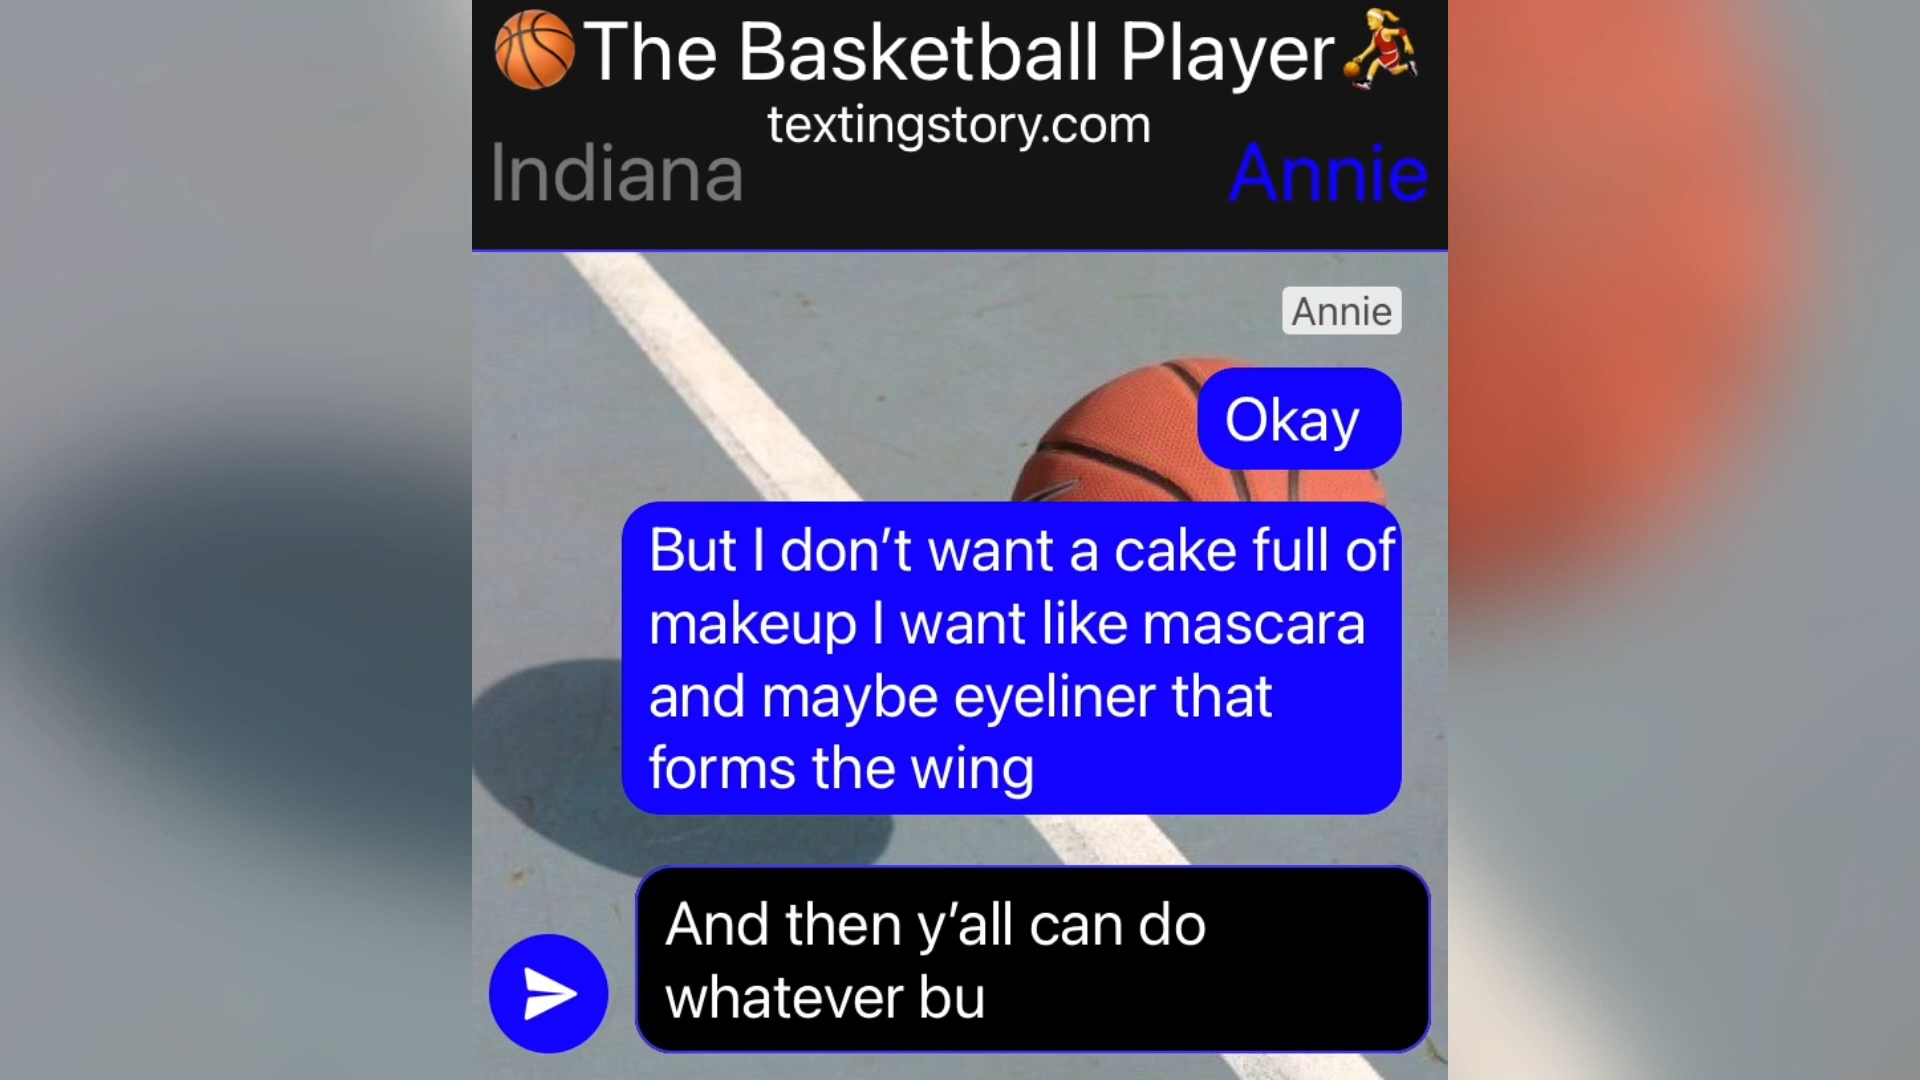 🏀The Basketball Player⛹️‍♀️
textingstory.com
Indiana
Annie
Annie
Okay
But I don’t want a cake full of
makeup I want like mascara
and maybe eyeliner that
forms the wing
And then y’all can do
whatever bu